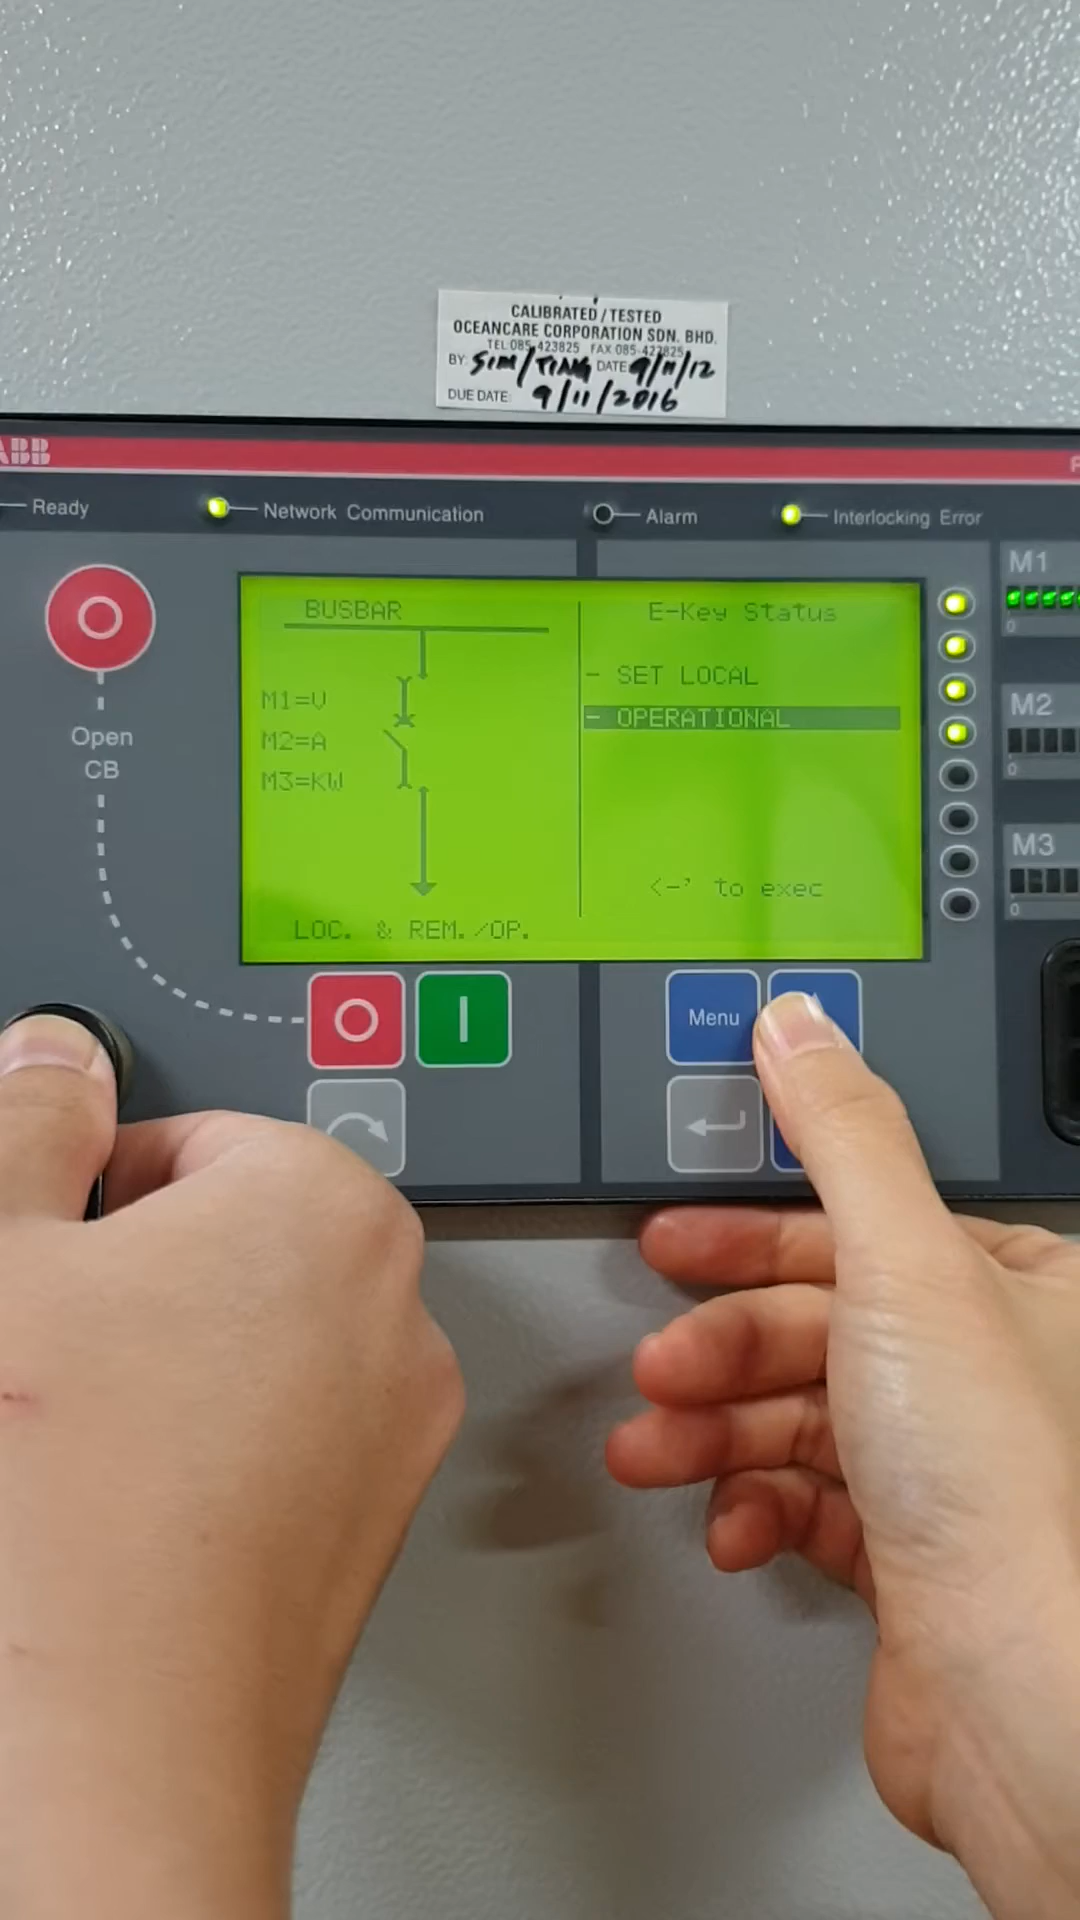 CALIBRATED / TESTED
OCEANCARE CORPORATION SDN. BHD.
TEL:085-423825 FAX 085-427825
BY: SIM/TING DATE 9/11/12
DUE DATE: 9/11/2016
ABB
Ready
Network Communication
Alarm
Interlocking Error
BUSBAR
M1=V
M2=A
M3=KW
LOC. & REM./OP.
E-Key Status
- SET LOCAL
- OPERATIONAL
<-' to exec
M1
0
M2
0
M3
0
Open
CB
Menu